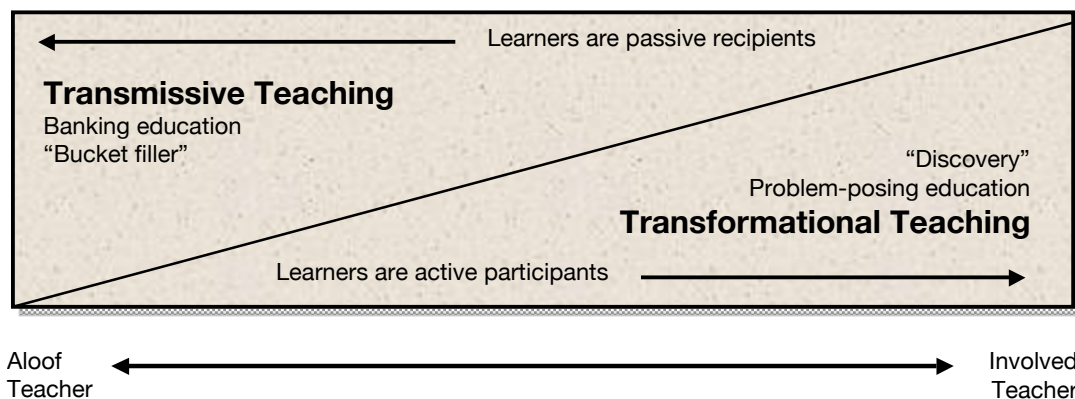 Learners are passive recipients
Transmissive Teaching
Banking education
“Bucket filler”
“Discovery”
Problem-posing education
Transformational Teaching
Learners are active participants
Aloof
Teacher
Involved
Teacher